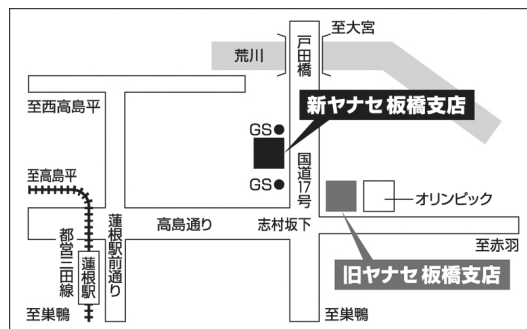 至大宮
戸田橋
荒川
新ヤナセ 板橋支店
至西高島平
GS
国道17号
至高島平
GS
オリンピック
蓮根駅前通り
高島通り
志村坂下
都営三田線
蓮根駅
至赤羽
旧ヤナセ 板橋支店
至巣鴨
至巣鴨